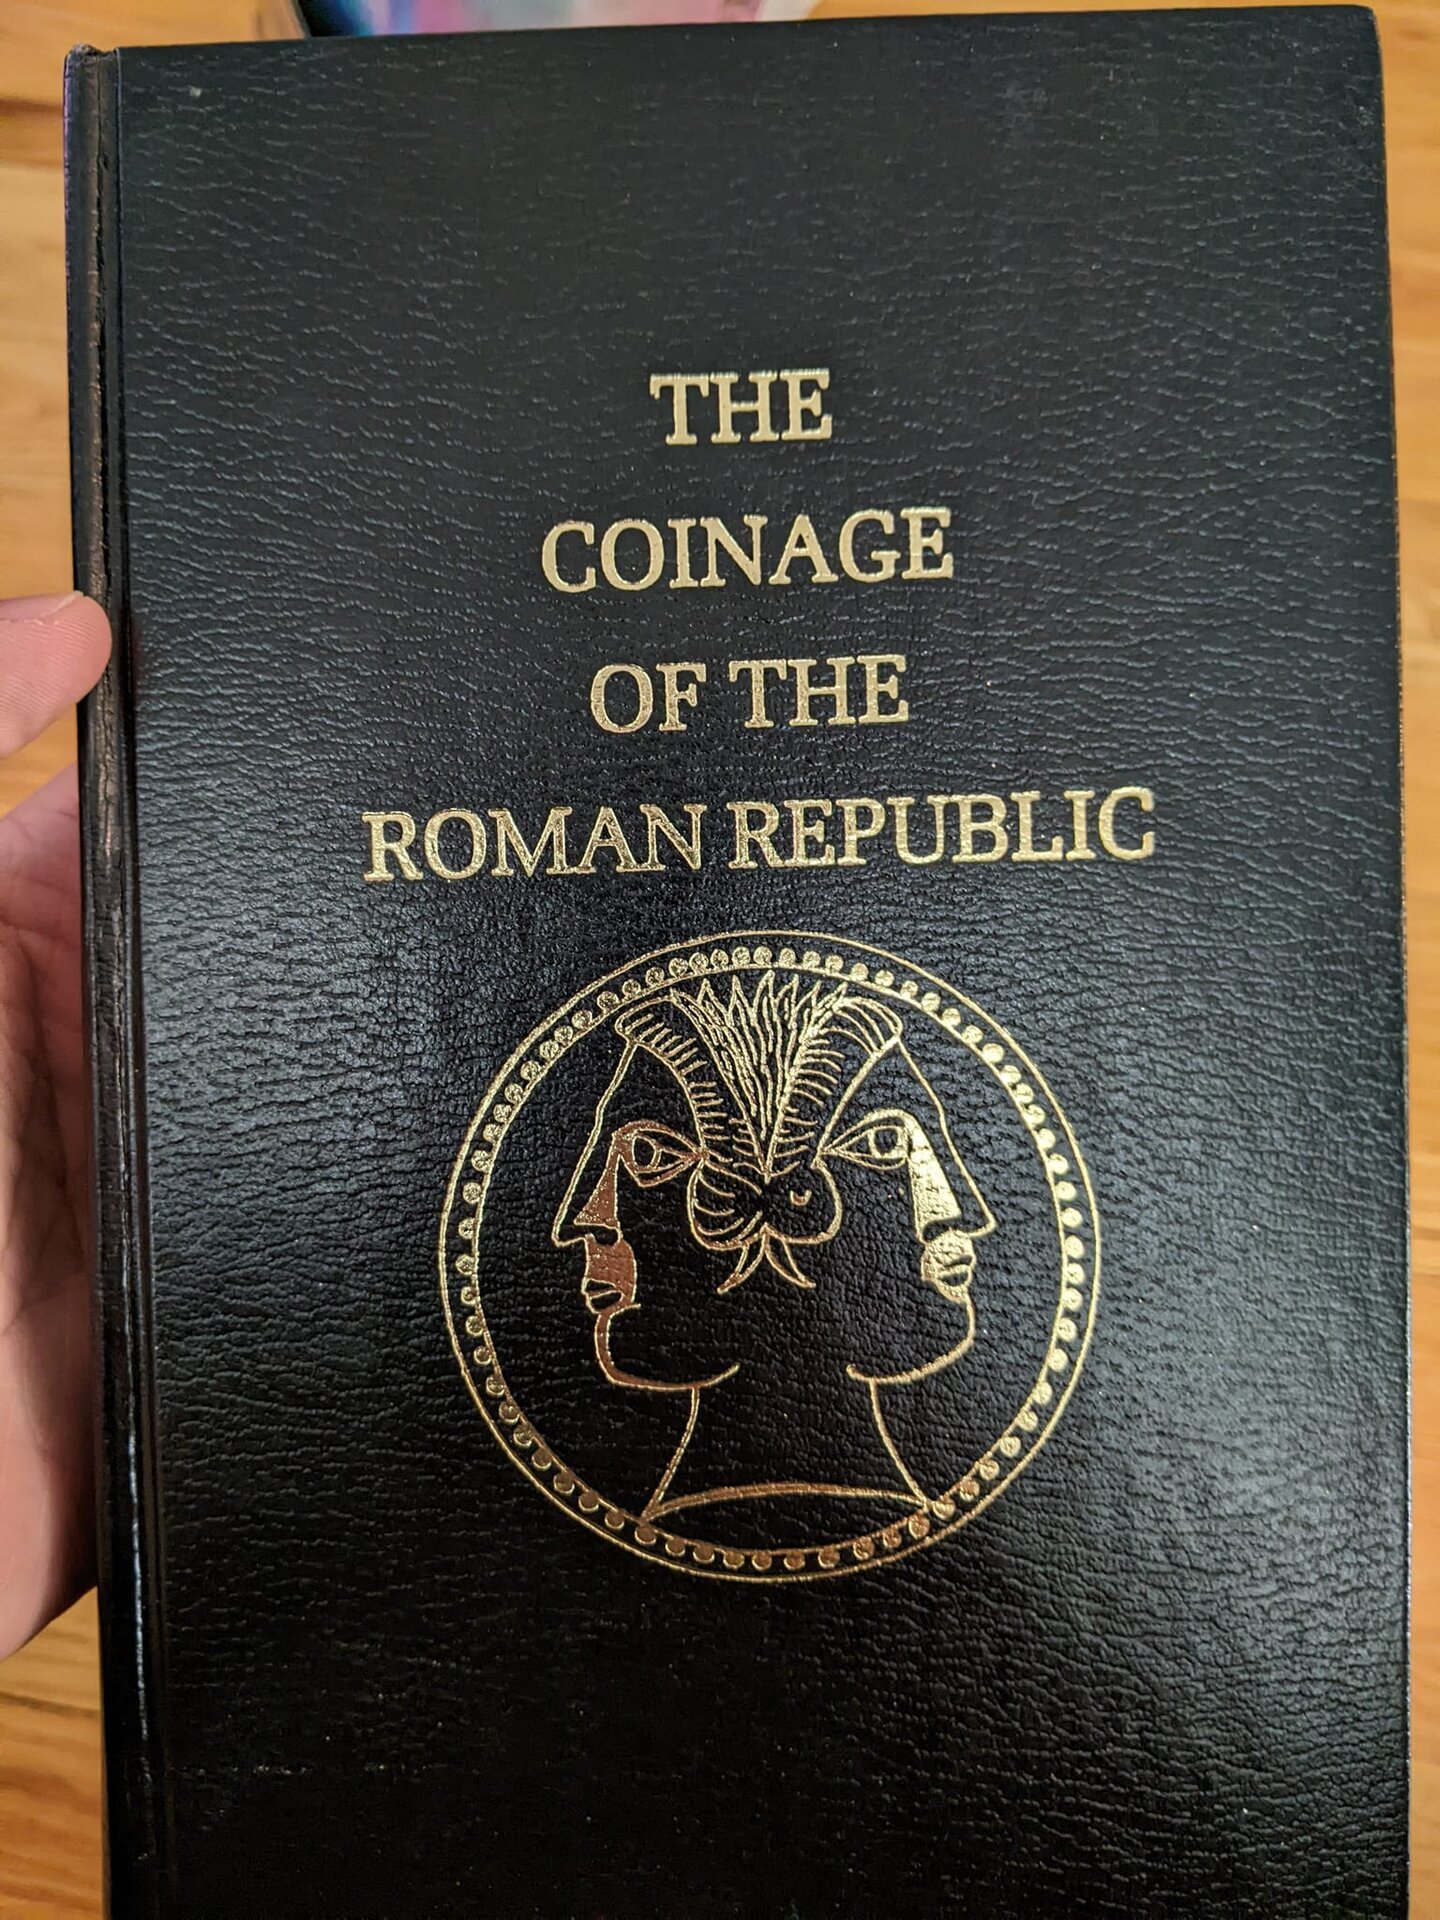 THE
COINAGE
OF THE
ROMAN REPUBLIC